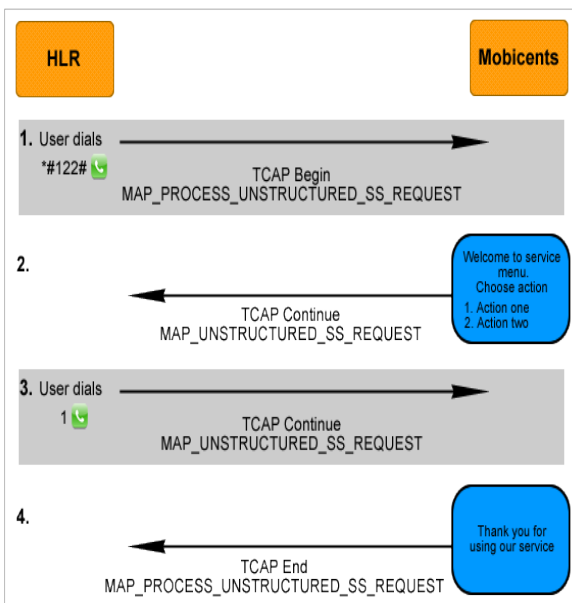 HLR
Mobicents
1. User dials
*#122#
TCAP Begin
MAP_PROCESS_UNSTRUCTURED_SS_REQUEST
2.
Welcome to service
menu.
Choose action
1. Action one
2. Action two
TCAP Continue
MAP_UNSTRUCTURED_SS_REQUEST
3. User dials
1
TCAP Continue
MAP_UNSTRUCTURED_SS_REQUEST
4.
Thank you for
using our service
TCAP End
MAP_PROCESS_UNSTRUCTURED_SS_REQUEST